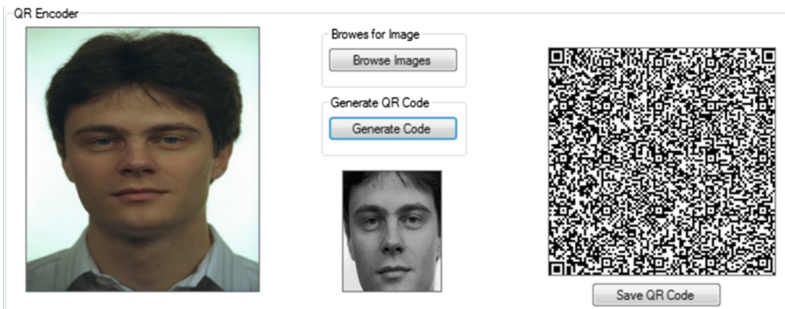 QR Encoder
Browes for Image
Browse Images
Generate QR Code
Generate Code
Save QR Code